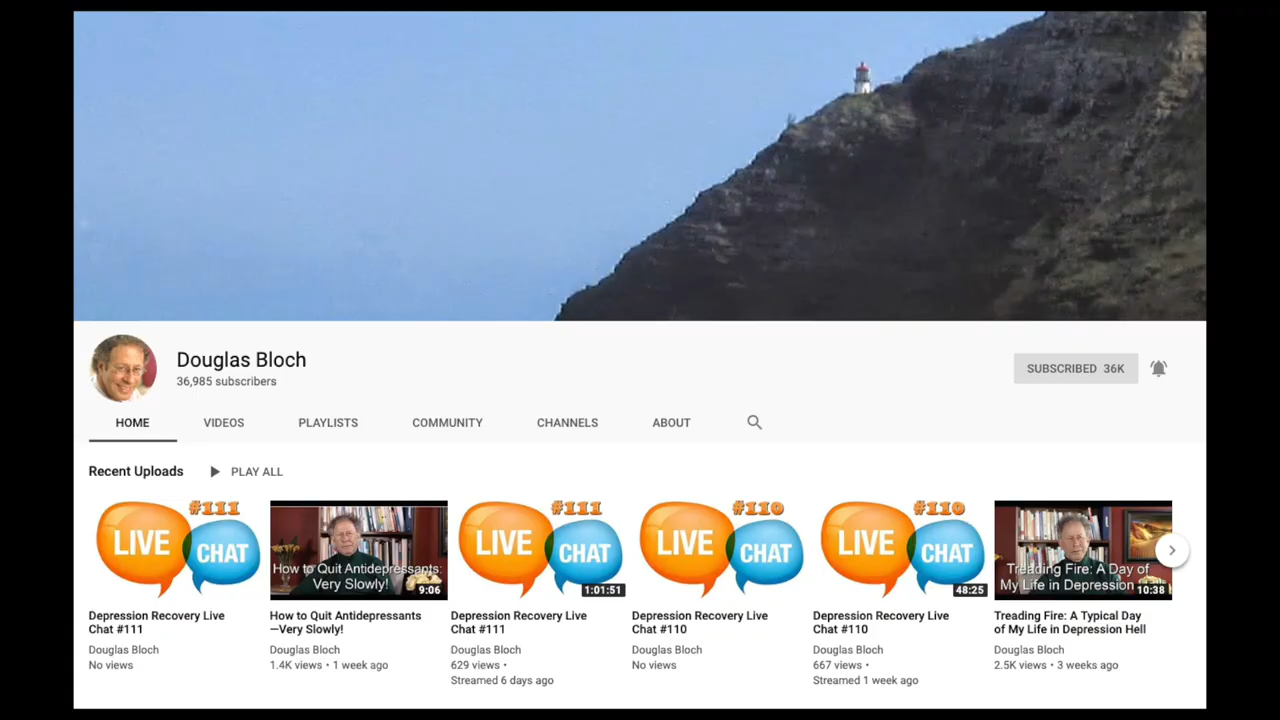 Douglas Bloch
36,985 subscribers
SUBSCRIBED 36K
HOME
VIDEOS
PLAYLISTS
COMMUNITY
CHANNELS
ABOUT
Recent Uploads
PLAY ALL
#111
LIVE
CHAT
Depression Recovery Live
Chat #111
Douglas Bloch
No views
How to Quit Antidepressants:
Very Slowly!
9:06
How to Quit Antidepressants
—Very Slowly!
Douglas Bloch
1.4K views • 1 week ago
#111
LIVE
CHAT
1:01:51
Depression Recovery Live
Chat #111
Douglas Bloch
629 views •
Streamed 6 days ago
#110
LIVE
CHAT
Depression Recovery Live
Chat #110
Douglas Bloch
No views
#110
LIVE
CHAT
48:25
Depression Recovery Live
Chat #110
Douglas Bloch
667 views •
Streamed 1 week ago
Treading Fire: A Day of
My Life in Depression
10:38
Treading Fire: A Typical Day
of My Life in Depression Hell
Douglas Bloch
2.5K views • 3 weeks ago